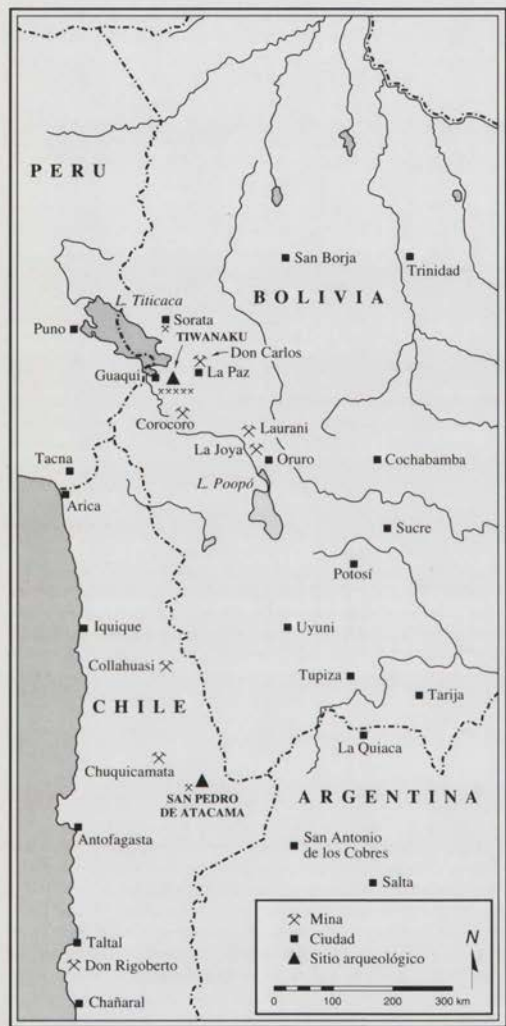 PERU
San Borja
Trinidad
BOLIVIA
L. Titicaca
Puno
Sorata
TIWANAKU
Don Carlos
Guaqui
La Paz
Corocoro
Laurani
La Joya
Oruro
Cochabamba
Tacna
L. Poopó
Arica
Sucre
Potosí
Iquique
Uyuni
Collahuasi
Tupiza
Tarija
CHILE
La Quiaca
Chuquicamata
SAN PEDRO
DE ATACAMA
ARGENTINA
Antofagasta
San Antonio
de los Cobres
Salta
Taltal
Don Rigoberto
Chañaral
Mina
Ciudad
Sitio arqueológico
N
0 100 200 300 km